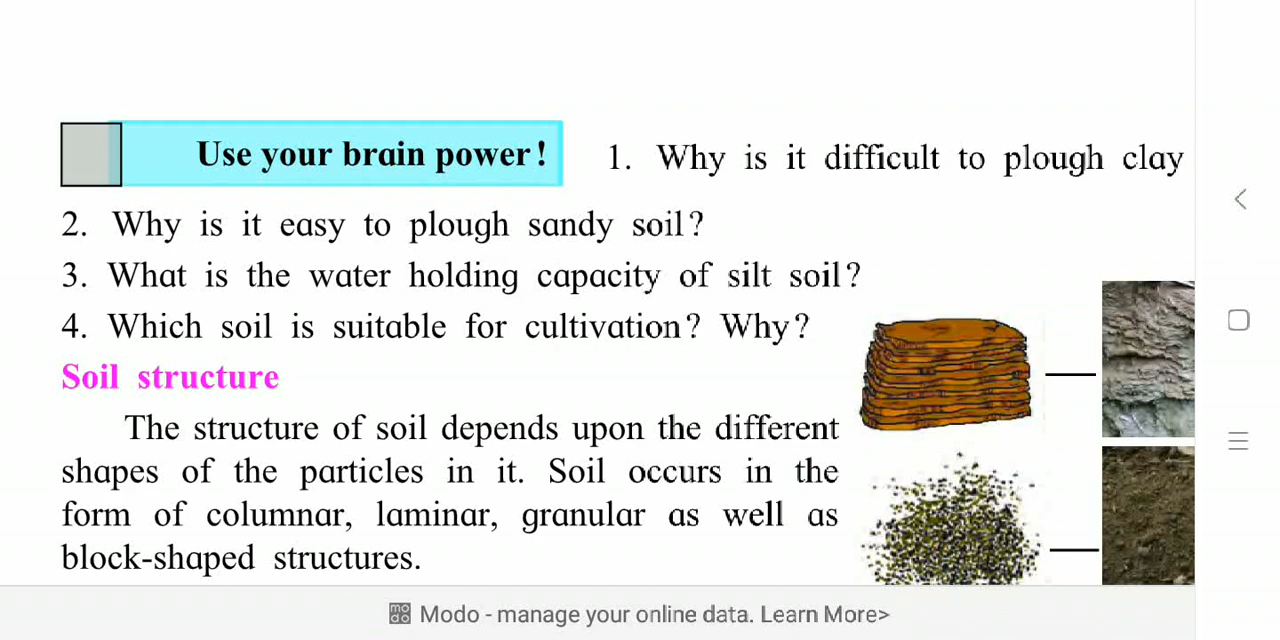 Use your brain power!
1. Why is it difficult to plough clay
2. Why is it easy to plough sandy soil?
3. What is the water holding capacity of silt soil?
4. Which soil is suitable for cultivation? Why?
Soil structure
The structure of soil depends upon the different
shapes of the particles in it. Soil occurs in the
form of columnar, laminar, granular as well as
block-shaped structures.
mo
do
Modo - manage your online data. Learn More>